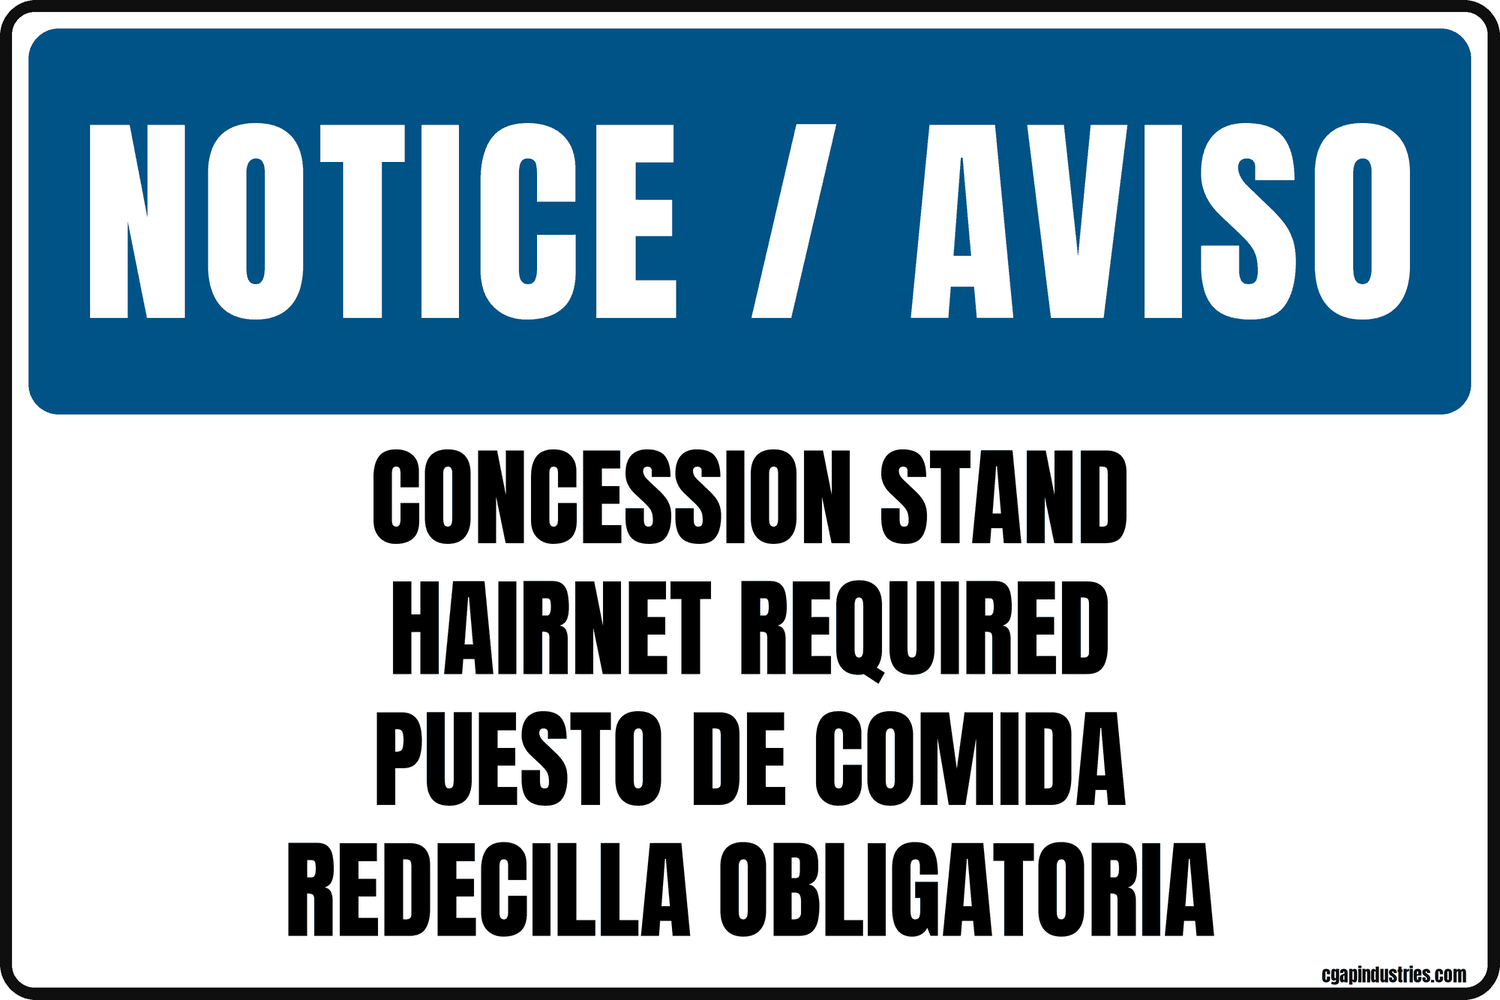 NOTICE / AVISO
CONCESSION STAND
HAIRNET REQUIRED
PUESTO DE COMIDA
REDECILLA OBLIGATORIA
cgapindustries.com